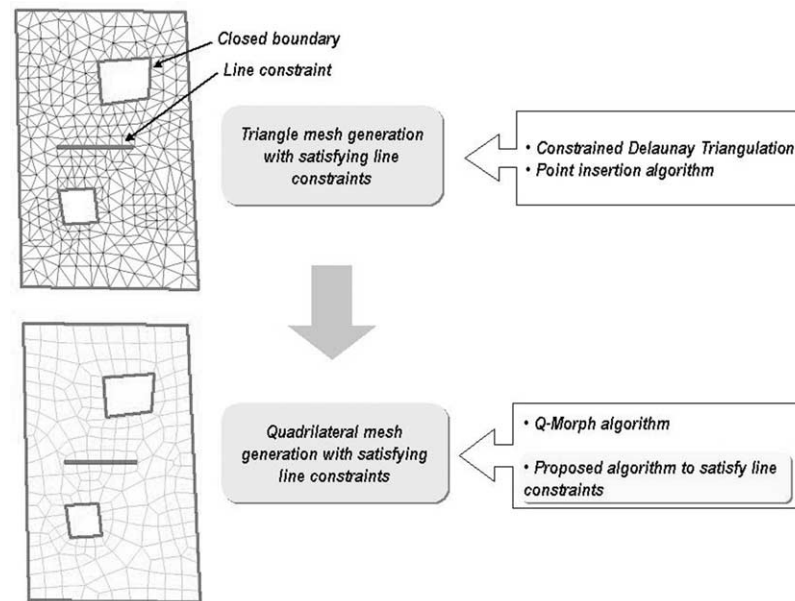 Closed boundary
Line constraint
Triangle mesh generation
with satisfying line
constraints
• Constrained Delaunay Triangulation
• Point insertion algorithm
Quadrilateral mesh
generation with satisfying
line constraints
• Q-Morph algorithm
• Proposed algorithm to satisfy line
constraints